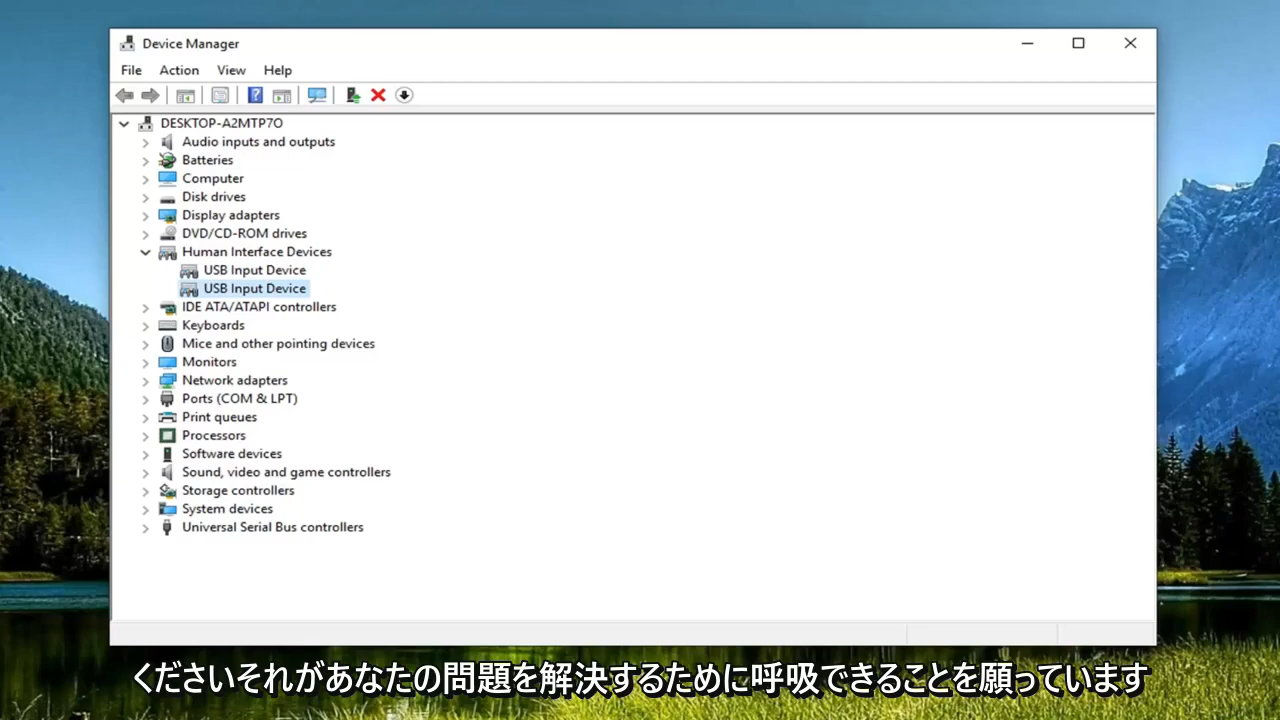 Device Manager
File Action View Help
DESKTOP-A2MTP7O
Audio inputs and outputs
Batteries
Computer
Disk drives
Display adapters
DVD/CD-ROM drives
Human Interface Devices
USB Input Device
USB Input Device
IDE ATA/ATAPI controllers
Keyboards
Mice and other pointing devices
Monitors
Network adapters
Ports (COM & LPT)
Print queues
Processors
Software devices
Sound, video and game controllers
Storage controllers
System devices
Universal Serial Bus controllers
くださいそれがあなたの問題を解決するために呼吸できることを願っています